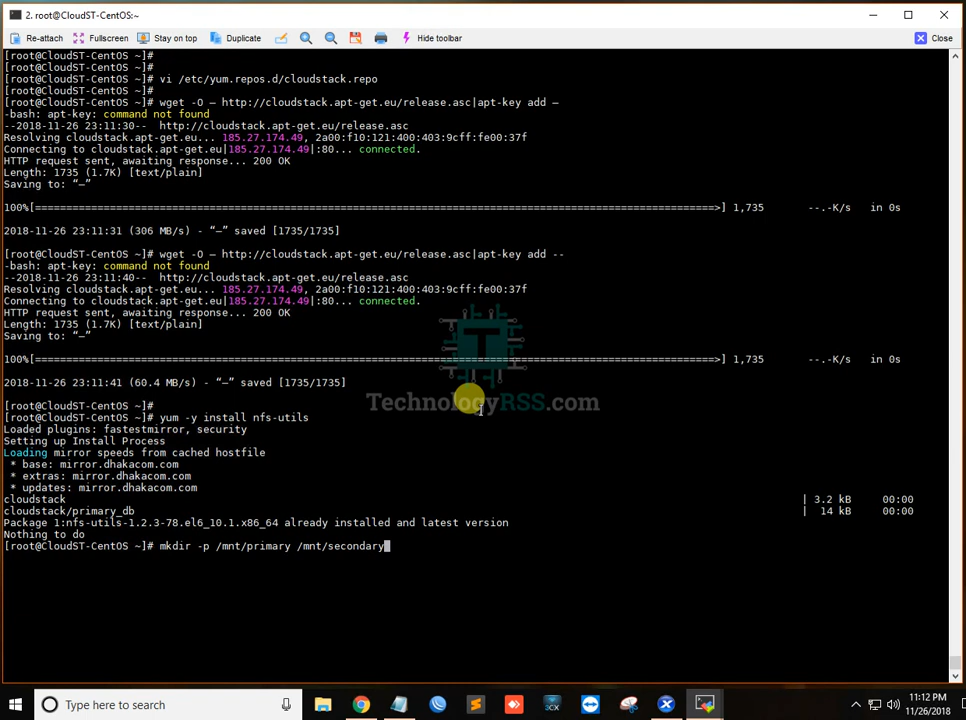 2. root@CloudST-CentOS:~
Re-attach Fullscreen Stay on top Duplicate Hide toolbar Close
[root@CloudST-CentOS ~]#
[root@CloudST-CentOS ~]#
[root@CloudST-CentOS ~]# vi /etc/yum.repos.d/cloudstack.repo
[root@CloudST-CentOS ~]#
[root@CloudST-CentOS ~]# wget -O – http://cloudstack.apt-get.eu/release.asc|apt-key add –
-bash: apt-key: command not found
--2018-11-26 23:11:30--  http://cloudstack.apt-get.eu/release.asc
Resolving cloudstack.apt-get.eu... 185.27.174.49, 2a00:f10:121:400:403:9cff:fe00:37f
Connecting to cloudstack.apt-get.eu|185.27.174.49|:80... connected.
HTTP request sent, awaiting response... 200 OK
Length: 1735 (1.7K) [text/plain]
Saving to: “–”
100%[======================================================================================================>] 1,735       --.-K/s   in 0s
2018-11-26 23:11:31 (306 MB/s) - “–” saved [1735/1735]
[root@CloudST-CentOS ~]# wget -O – http://cloudstack.apt-get.eu/release.asc|apt-key add --
-bash: apt-key: command not found
--2018-11-26 23:11:40--  http://cloudstack.apt-get.eu/release.asc
Resolving cloudstack.apt-get.eu... 185.27.174.49, 2a00:f10:121:400:403:9cff:fe00:37f
Connecting to cloudstack.apt-get.eu|185.27.174.49|:80... connected.
HTTP request sent, awaiting response... 200 OK
Length: 1735 (1.7K) [text/plain]
Saving to: “–”
100%[======================================================================================================>] 1,735       --.-K/s   in 0s
2018-11-26 23:11:41 (60.4 MB/s) - “–” saved [1735/1735]
TechnologyRSS.com
[root@CloudST-CentOS ~]#
[root@CloudST-CentOS ~]# yum -y install nfs-utils
Loaded plugins: fastestmirror, security
Setting up Install Process
Loading mirror speeds from cached hostfile
 * base: mirror.dhakacom.com
 * extras: mirror.dhakacom.com
 * updates: mirror.dhakacom.com
cloudstack | 3.2 kB     00:00
cloudstack/primary_db |  14 kB     00:00
Package 1:nfs-utils-1.2.3-78.el6_10.1.x86_64 already installed and latest version
Nothing to do
[root@CloudST-CentOS ~]# mkdir -p /mnt/primary /mnt/secondary
Type here to search
3CX
11:12 PM
11/26/2018